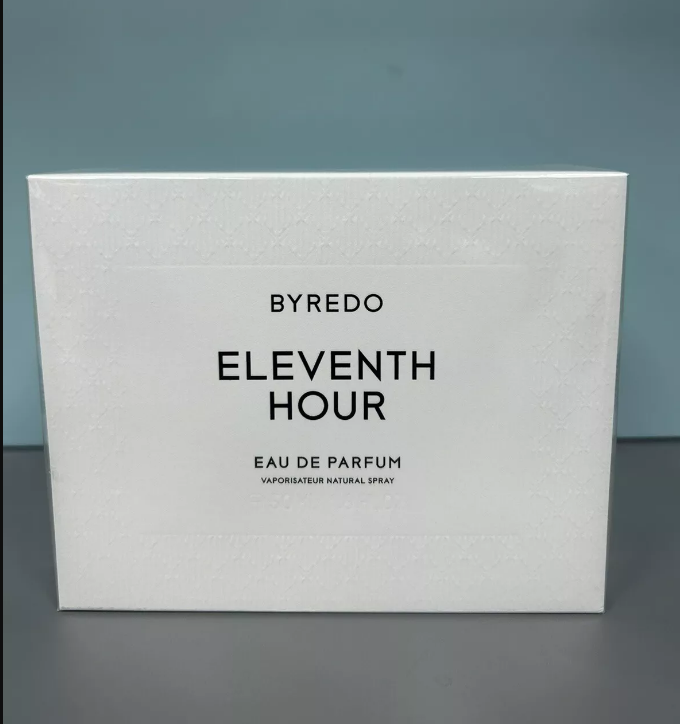 BYREDO
ELEVENTH
HOUR
EAU DE PARFUM
VAPORISATEUR NATURAL SPRAY